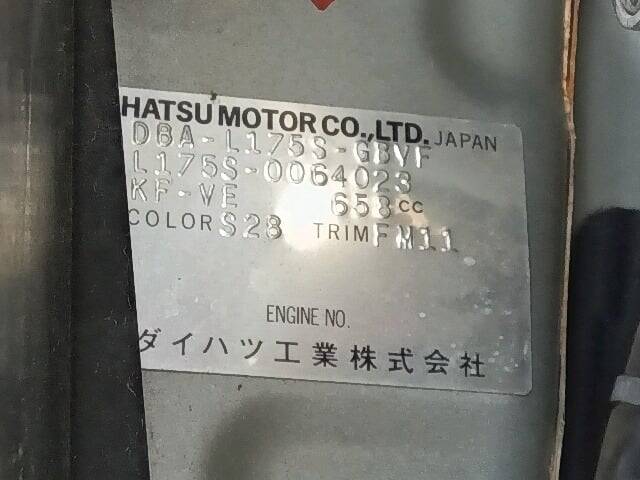 HATSU MOTOR CO.,LTD. JAPAN
DBA-L175S-GBVF
L175S-0064023
KF-VE 658CC
COLOR S28 TRIM FM11
ENGINE NO.
ダイハツ工業株式会社